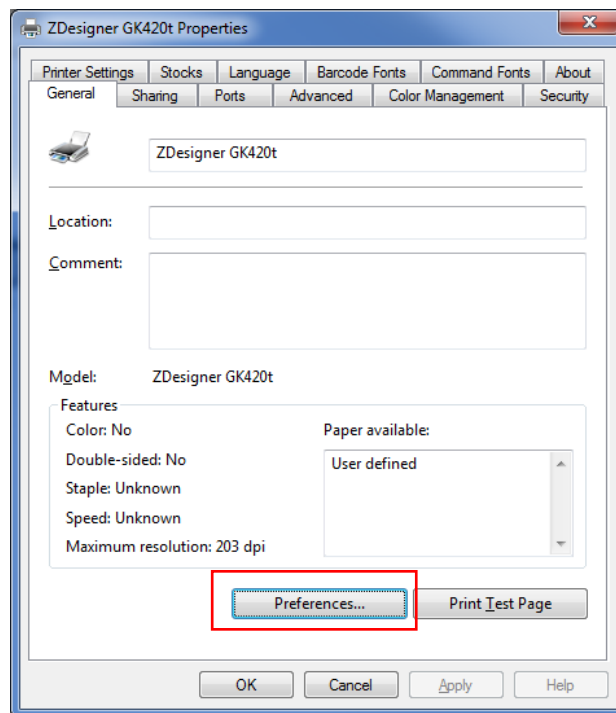 ZDesigner GK420t Properties
Printer Settings Stocks Language Barcode Fonts Command Fonts About
General Sharing Ports Advanced Color Management Security
ZDesigner GK420t
Location:
Comment:
Model: ZDesigner GK420t
Features
Color: No Paper available:
Double-sided: No User defined
Staple: Unknown
Speed: Unknown
Maximum resolution: 203 dpi
Preferences... Print Test Page
OK Cancel Apply Help